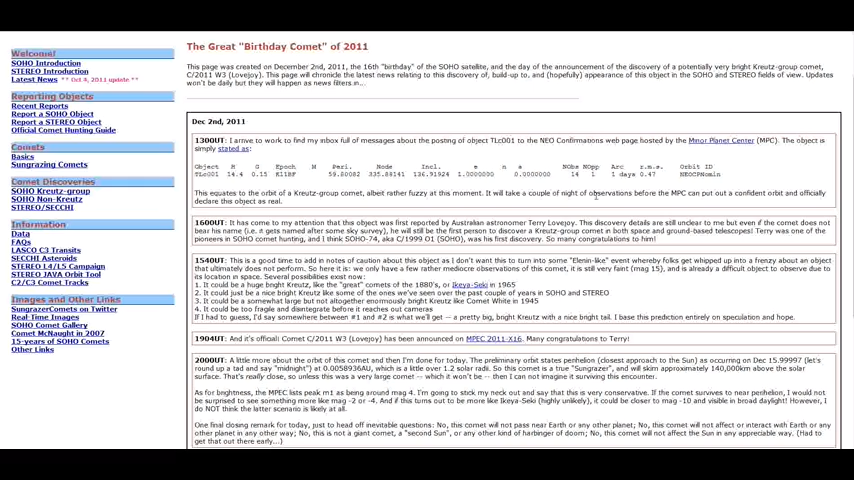 Welcome!
SOHO Introduction
STEREO Introduction
Latest News ** Oct 4, 2011 update **
Reporting Objects
Recent Reports
Report a SOHO Object
Report a STEREO Object
Official Comet Hunting Guide
Comets
Basics
Sungrazing Comets
Comet Discoveries
SOHO Kreutz-group
SOHO Non-Kreutz
STEREO/SECCHI
Information
Data
FAQs
LASCO C3 Transits
SECCHI Asteroids
STEREO L4/L5 Campaign
STEREO JAVA Orbit Tool
C2/C3 Comet Tracks
Images and Other Links
SungrazerComets on Twitter
Real-Time Images
SOHO Comet Gallery
Comet McNaught in 2007
15-years of SOHO Comets
Other Links
The Great "Birthday Comet" of 2011
This page was created on December 2nd, 2011, the 16th "birthday" of the SOHO satellite, and the day of the announcement of the discovery of a potentially very bright Kreutz-group comet,
C/2011 W3 (Lovejoy). This page will chronicle the latest news relating to this discovery of, build-up to, and (hopefully) appearance of this object in the SOHO and STEREO fields of view. Updates
won't be daily but they will happen as news filters in...
Dec 2nd, 2011
1300UT: I arrive to work to find my inbox full of messages about the posting of object TLc001 to the NEO Confirmations web page hosted by the Minor Planet Center (MPC). The object is
simply stated as:
Object H G Epoch M Peri. Node Incl. e n a NObs NOpp Arc r.m.s. Orbit ID
TLc001 14.4 0.15 K11BF 59.80082 335.88141 136.91924 1.0000000 0.0000000 14 1 1 days 0.47 NEOCPNomin
This equates to the orbit of a Kreutz-group comet, albeit rather fuzzy at this moment. It will take a couple of night of observations before the MPC can put out a confident orbit and officially
declare this object as real.
1600UT: It has come to my attention that this object was first reported by Australian astronomer Terry Lovejoy. This discovery details are still unclear to me but even if the comet does not
bear his name (i.e. it gets named after some sky survey), he will still be the first person to discover a Kreutz-group comet in both space and ground-based telescopes! Terry was one of the
pioneers in SOHO comet hunting, and I think SOHO-74, aka C/1999 O1 (SOHO), was his first discovery. So many congratulations to him!
1540UT: This is a good time to add in notes of caution about this object as I don't want this to turn into some "Elenin-like" event whereby folks get whipped up into a frenzy about an object
that ultimately does not perform. So here it is: we only have a few rather mediocre observations of this comet, it is still very faint (mag 15), and is already a difficult object to observe due to
its location in space. Several possibilities exist now:
1. It could be a huge bright Kreutz, like the "great" comets of the 1880's, or Ikeya-Seki in 1965
2. It could just be a nice bright Kreutz like some of the ones we've seen over the past couple of years in SOHO and STEREO
3. It could be a somewhat large but not altogether enormously bright Kreutz like Comet White in 1945
4. It could be too fragile and disintegrate before it reaches out cameras
If I had to guess, I'd say somewhere between #1 and #2 is what we'll get -- a pretty big, bright Kreutz with a nice bright tail. I base this prediction entirely on speculation and hope.
1904UT: And it's official: Comet C/2011 W3 (Lovejoy) has been announced on MPEC 2011-X16. Many congratulations to Terry!
2000UT: A little more about the orbit of this comet and then I'm done for today. The preliminary orbit states perihelion (closest approach to the Sun) as occurring on Dec 15.99997 (let's
round up a tad and say "midnight") at 0.0058936AU, which is a little over 1.2 solar radii. So this comet is a true "Sungrazer", and will skim approximately 140,000km above the solar
surface. That's really close, so unless this was a very large comet -- which it won't be -- then I can not imagine it surviving this encounter.
As for brightness, the MPEC lists peak m1 as being around mag 4. I'm going to stick my neck out and say that this is very conservative. If the comet survives to near perihelion, I would not
be surprised to see something more like mag -2 or -4. And if this turns out to be more like Ikeya-Seki (highly unlikely), it could be closer to mag -10 and visible in broad daylight! However, I
do NOT think the latter scenario is likely at all.
One final closing remark for today, just to head off inevitable questions: No, this comet will not pass near Earth or any other planet; No, this comet will not affect or interact with Earth or any
other planet in any other way; No, this is not a giant comet, a "second Sun", or any other kind of harbinger of doom; No, this comet will not affect the Sun in any appreciable way. (Had to
get that out there early...)